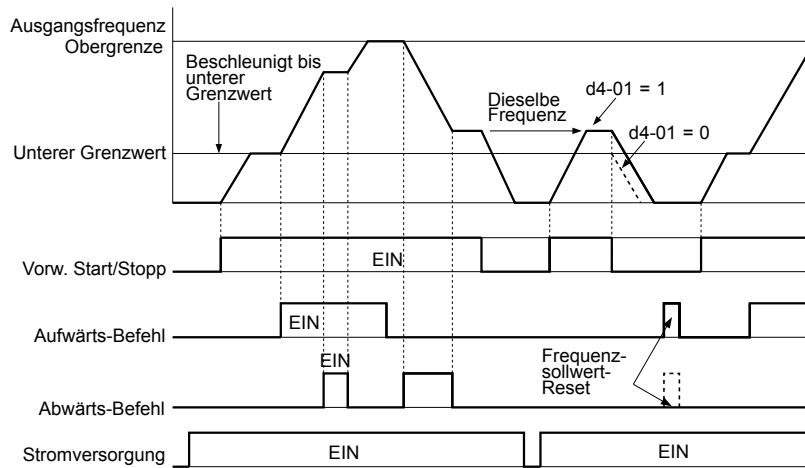 Ausgangsfrequenz
Obergrenze
Beschleunigt bis
unterer
Grenzwert
Dieselbe
Frequenz
d4-01 = 1
d4-01 = 0
Unterer Grenzwert
Vorw. Start/Stopp
EIN
Aufwärts-Befehl
EIN
EIN
Frequenz-
sollwert-
Reset
Abwärts-Befehl
Stromversorgung
EIN
EIN